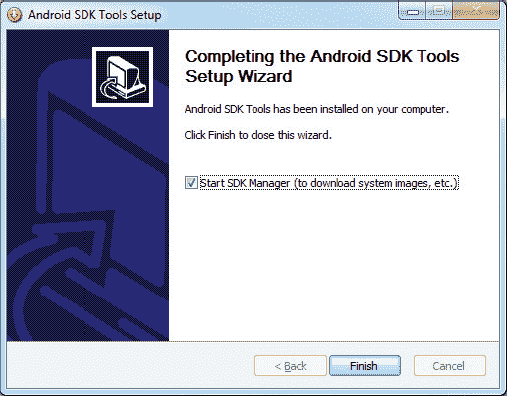 Android SDK Tools Setup
Completing the Android SDK Tools
Setup Wizard
Android SDK Tools has been installed on your computer.
Click Finish to close this wizard.
Start SDK Manager (to download system images, etc.)
< Back
Finish
Cancel